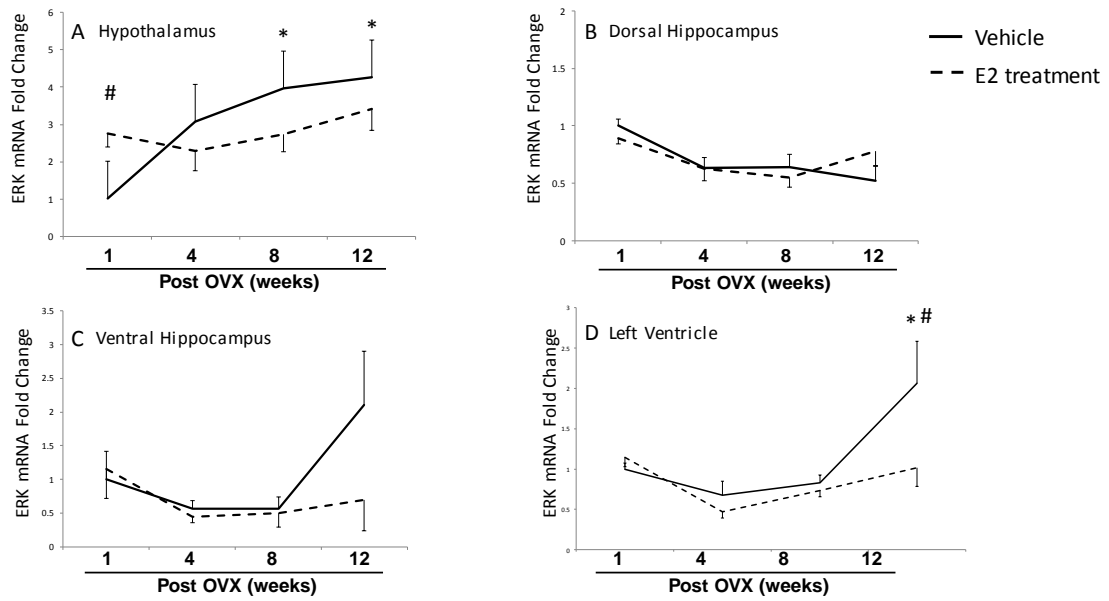 A Hypothalamus
ERK mRNA Fold Change
6
5
4
3
2
1
0
#
*
*
1 4 8 12
Post OVX (weeks)
B Dorsal Hippocampus
ERK mRNA Fold Change
2
1.5
1
0.5
0
1 4 8 12
Post OVX (weeks)
Vehicle
E2 treatment
C Ventral Hippocampus
ERK mRNA Fold Change
3.5
3
2.5
2
1.5
1
0.5
0
1 4 8 12
Post OVX (weeks)
D Left Ventricle
ERK mRNA Fold Change
3
2.5
2
1.5
1
0.5
0
* #
1 4 8 12
Post OVX (weeks)